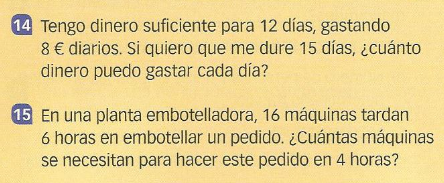 14 Tengo dinero suficiente para 12 días, gastando
8 € diarios. Si quiero que me dure 15 días, ¿cuánto
dinero puedo gastar cada día?
15 En una planta embotelladora, 16 máquinas tardan
6 horas en embotellar un pedido. ¿Cuántas máquinas
se necesitan para hacer este pedido en 4 horas?